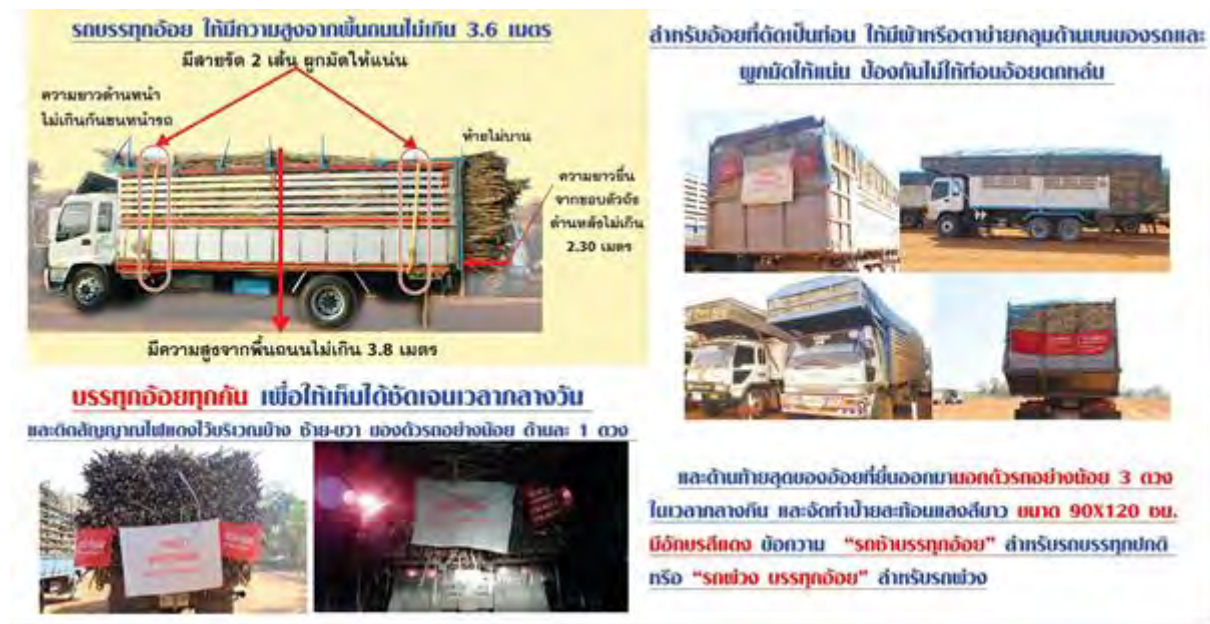 รถบรรทุกอ้อย ให้มีความสูงจากพื้นถนนไม่เกิน 3.6 เมตร
มีสายรัด 2 เส้น ผูกมัดให้แน่น
ความยาวด้านหน้า
ไม่เกินกันชนหน้ารถ
ท้ายไม่บาน
ความยาวยื่น
จากขอบตัวถัง
ด้านหลังไม่เกิน
2.30 เมตร
มีความสูงจากพื้นถนนไม่เกิน 3.8 เมตร
บรรทุกอ้อยทุกคัน เพื่อให้เห็นได้ชัดเจนเวลากลางวัน
และติดสัญญาณไฟแดงไว้บริเวณข้าง ซ้าย-ขวา ของตัวรถอย่างน้อย ด้านละ 1 ดวง
สำหรับอ้อยที่ตัดเป็นท่อน ให้มีผ้าหรือตาข่ายคลุมด้านบนของรถและ
ผูกมัดให้แน่น ป้องกันไม่ให้ท่อนอ้อยตกหล่น
และด้านท้ายสุดของอ้อยที่ยื่นออกมานอกตัวรถอย่างน้อย 3 ดวง
ในเวลากลางคืน และจัดทำป้ายสะท้อนแสงสีขาว ขนาด 90X120 ซม.
มีอักษรสีแดง ข้อความ “รถช้าบรรทุกอ้อย” สำหรับรถบรรทุกปกติ
หรือ “รถพ่วง บรรทุกอ้อย” สำหรับรถพ่วง